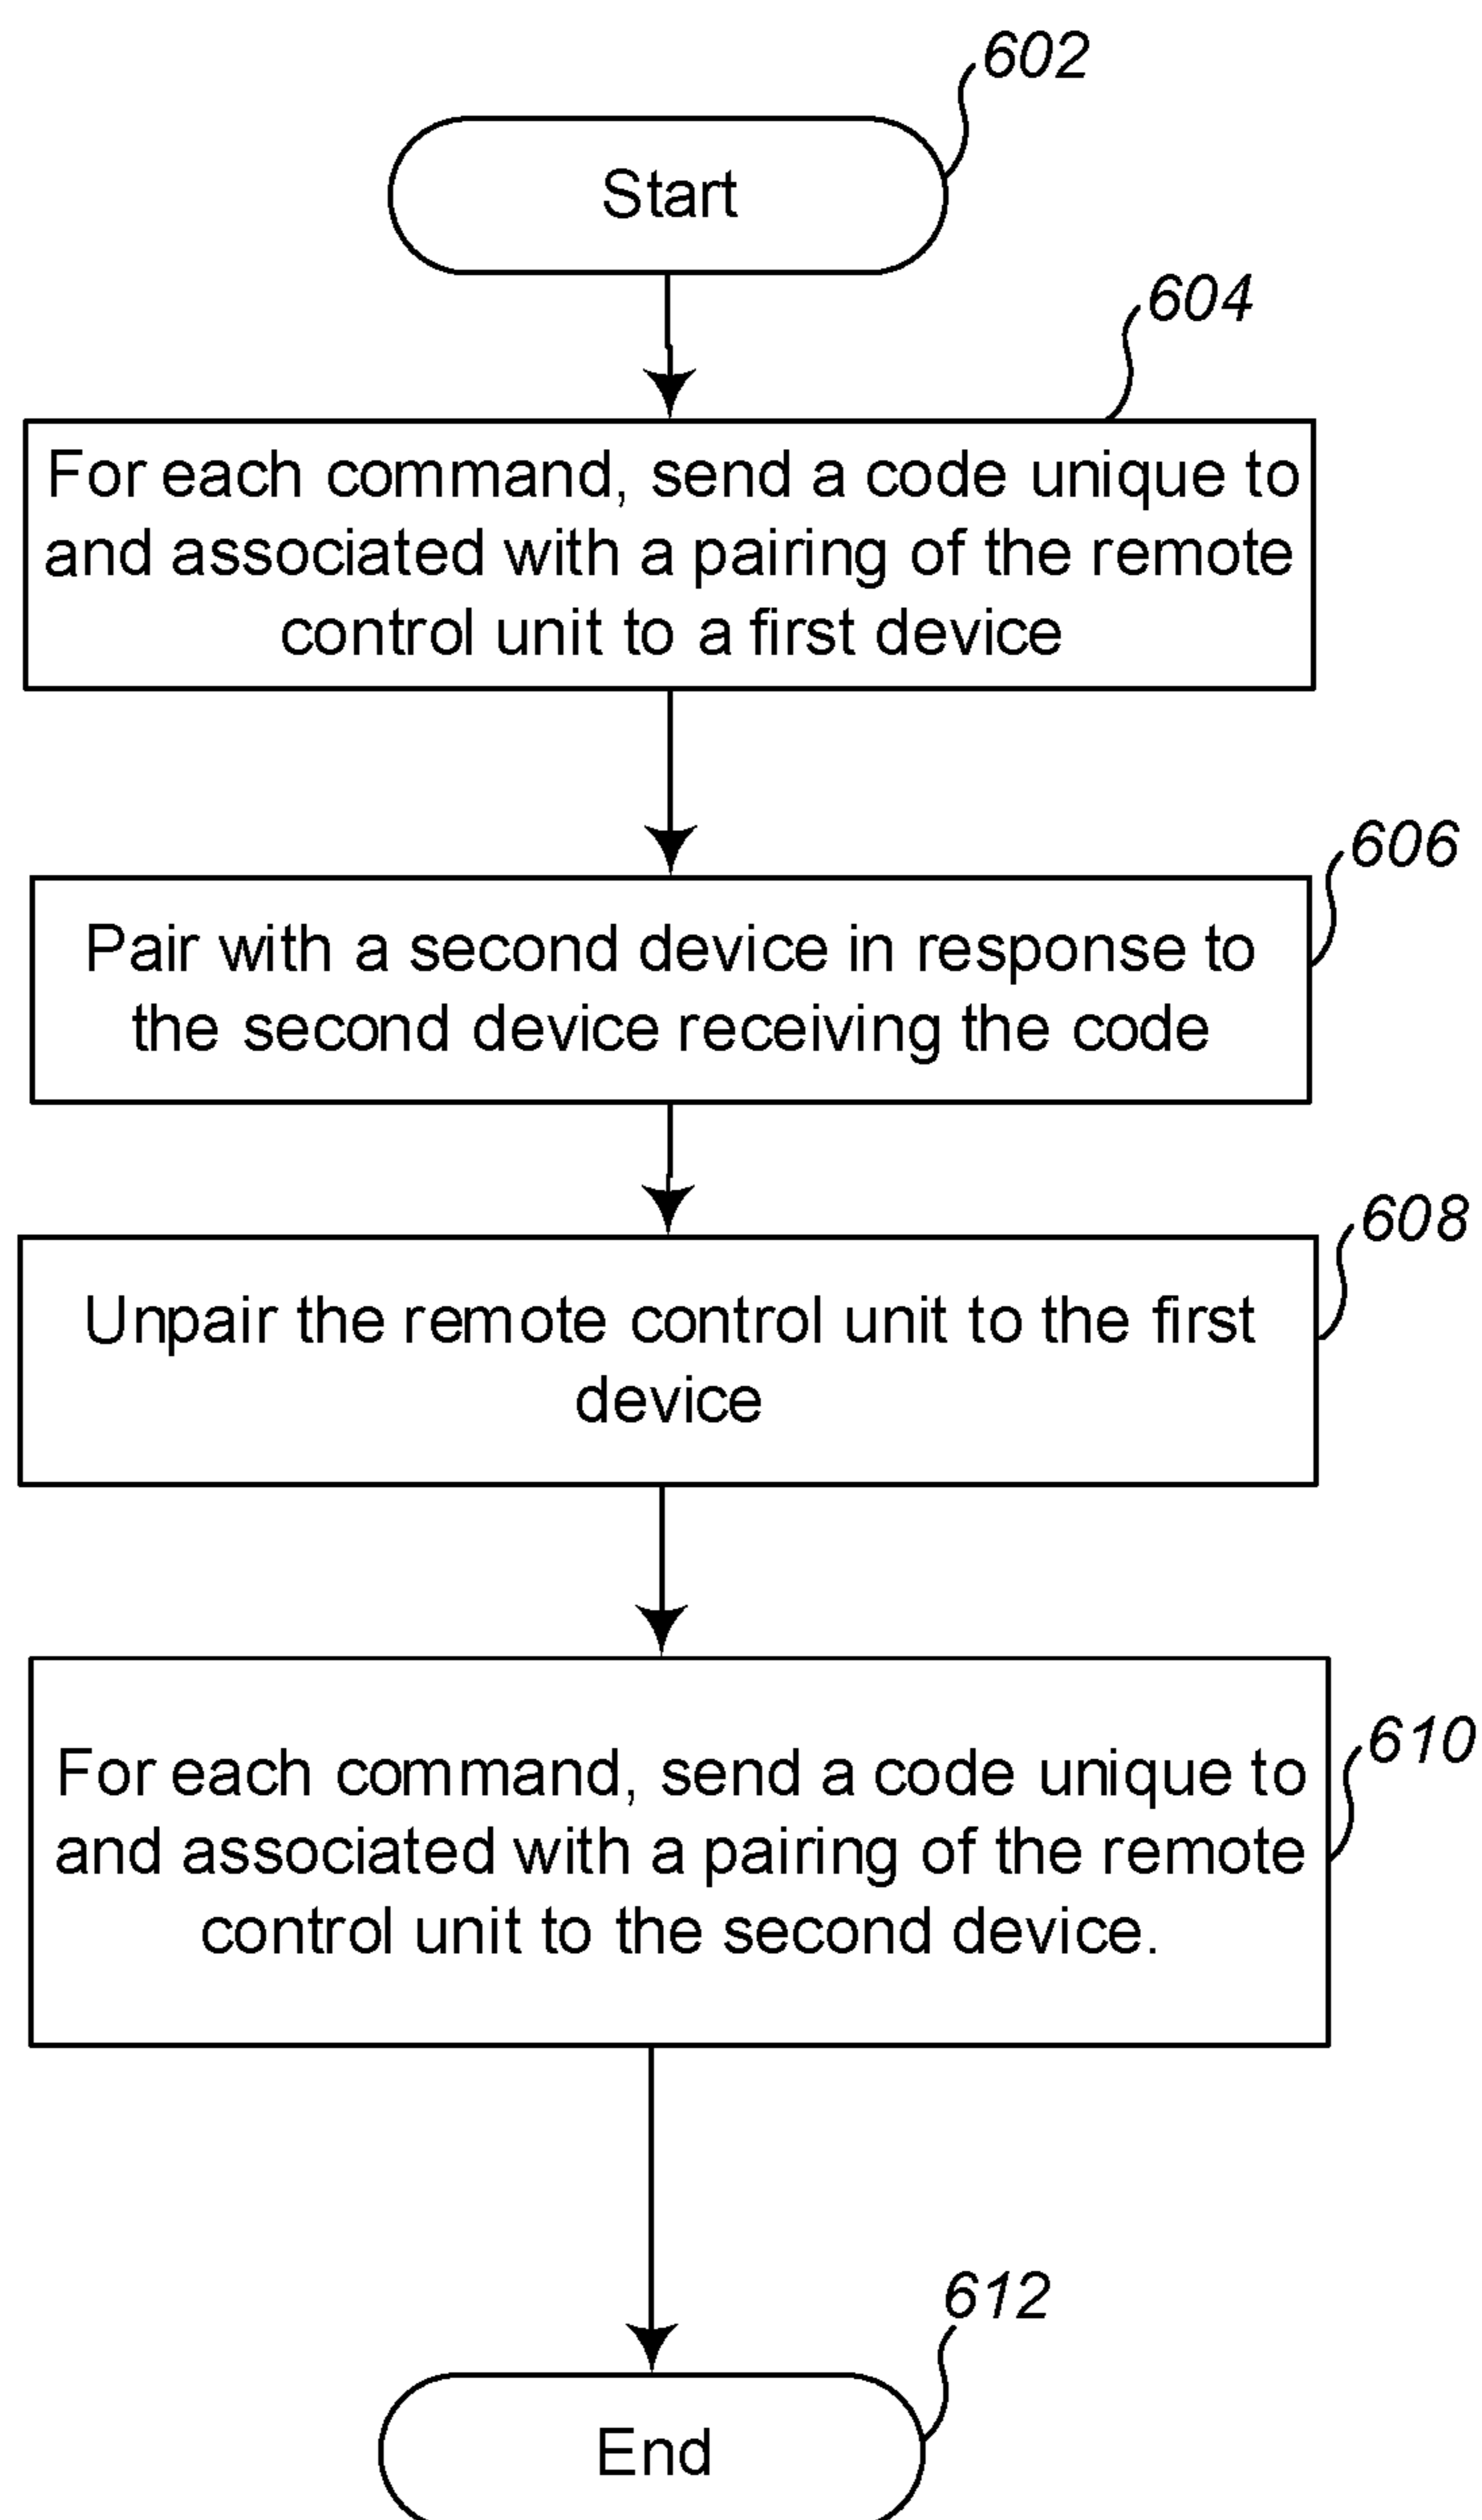 602
Start
604
For each command, send a code unique to
and associated with a pairing of the remote
control unit to a first device
606
Pair with a second device in response to
the second device receiving the code
608
Unpair the remote control unit to the first
device
610
For each command, send a code unique to
and associated with a pairing of the remote
control unit to the second device.
612
End